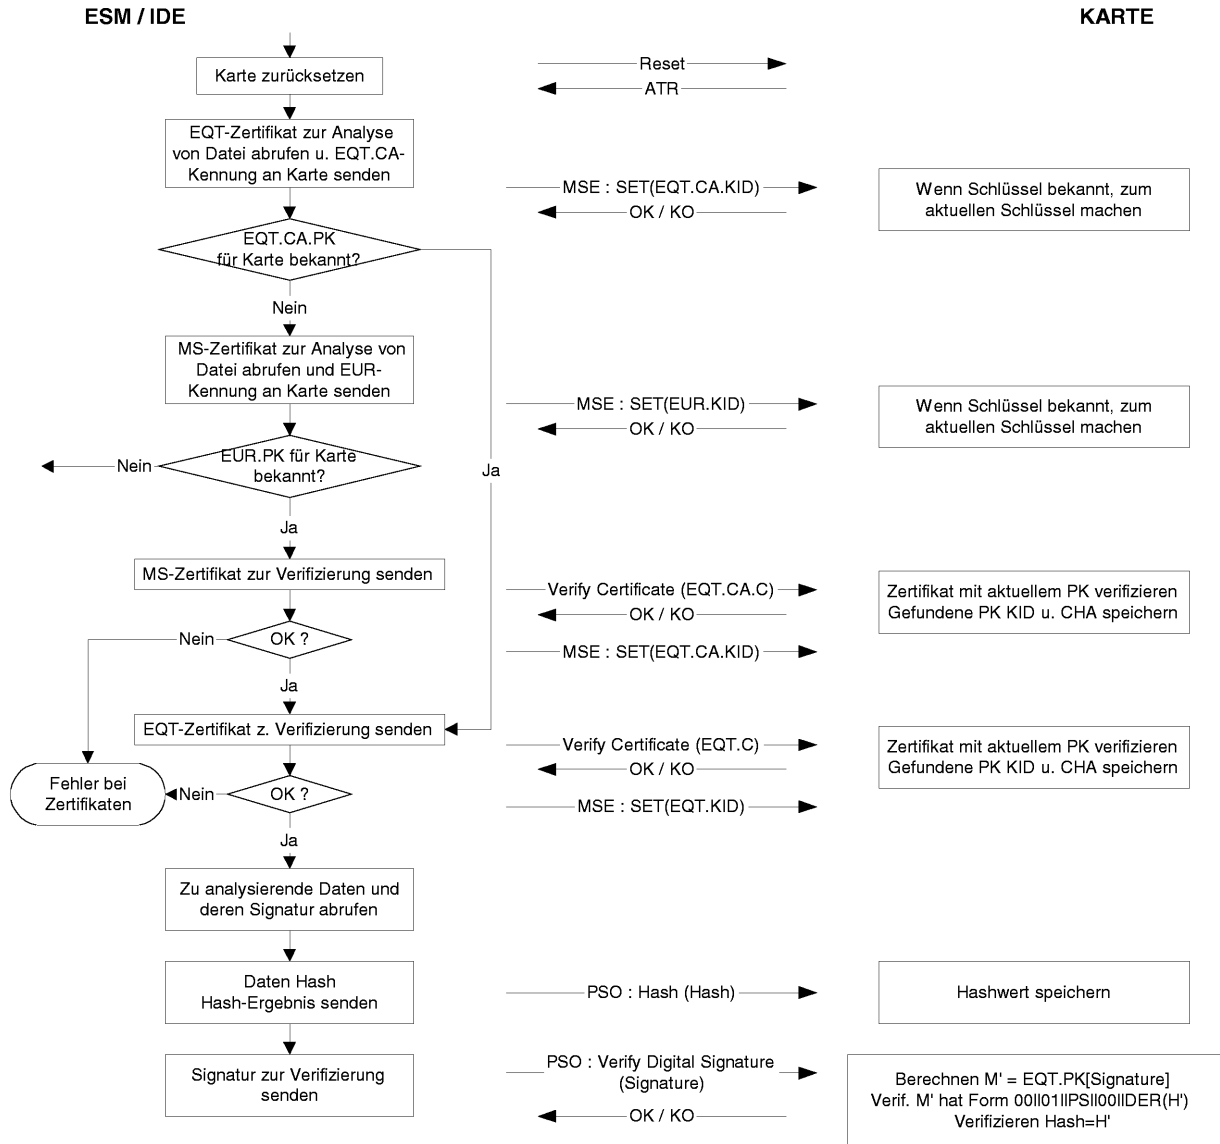 ESM / IDE
KARTE
Karte zurücksetzen
Reset
ATR
EQT-Zertifikat zur Analyse
von Datei abrufen u. EQT.CA-
Kennung an Karte senden
MSE : SET(EQT.CA.KID)
OK / KO
Wenn Schlüssel bekannt, zum
aktuellen Schlüssel machen
EQT.CA.PK
für Karte bekannt?
Nein
MS-Zertifikat zur Analyse von
Datei abrufen und EUR-
Kennung an Karte senden
MSE : SET(EUR.KID)
OK / KO
Wenn Schlüssel bekannt, zum
aktuellen Schlüssel machen
EUR.PK für Karte
bekannt?
Nein
Ja
Ja
MS-Zertifikat zur Verifizierung senden
Verify Certificate (EQT.CA.C)
OK / KO
Zertifikat mit aktuellem PK verifizieren
Gefundene PK KID u. CHA speichern
Nein
OK ?
MSE : SET(EQT.CA.KID)
Ja
EQT-Zertifikat z. Verifizierung senden
Verify Certificate (EQT.C)
OK / KO
Zertifikat mit aktuellem PK verifizieren
Gefundene PK KID u. CHA speichern
Fehler bei
Zertifikaten
Nein
OK ?
MSE : SET(EQT.KID)
Ja
Zu analysierende Daten und
deren Signatur abrufen
Daten Hash
Hash-Ergebnis senden
PSO : Hash (Hash)
Hashwert speichern
Signatur zur Verifizierung
senden
PSO : Verify Digital Signature
(Signature)
OK / KO
Berechnen M' = EQT.PK[Signature]
Verif. M' hat Form 00||01||PS||00||DER(H')
Verifizieren Hash=H'